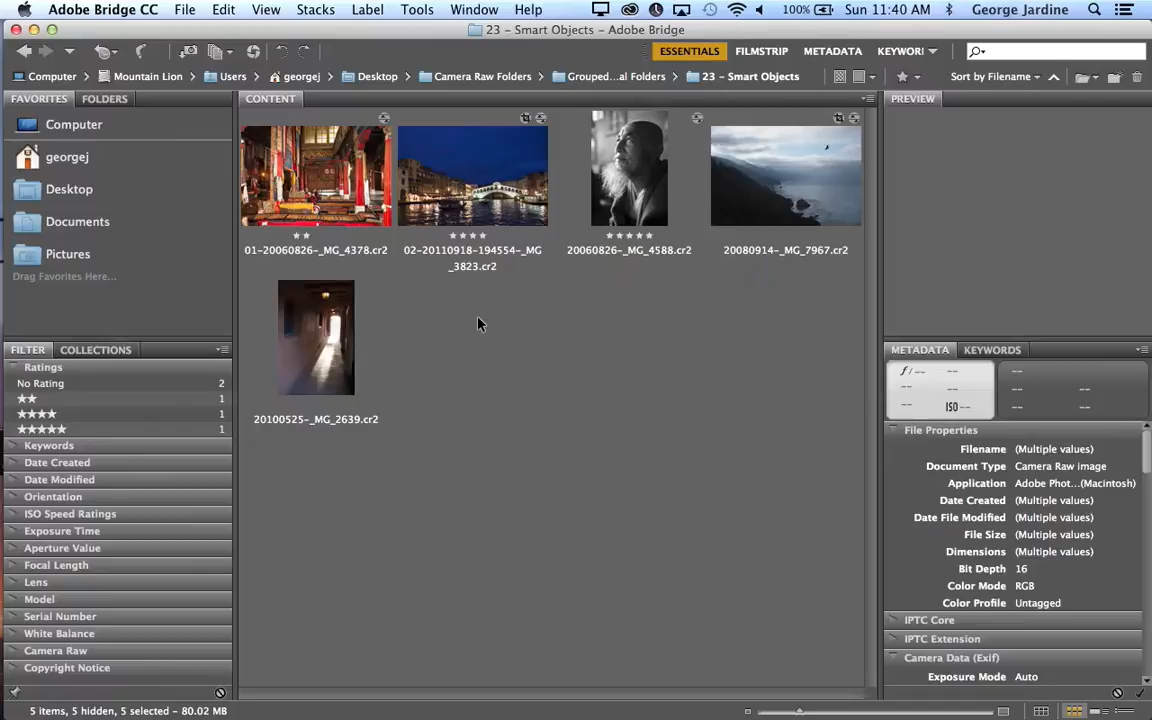 Adobe Bridge CC File Edit View Stacks Label Tools Window Help 100% Sun 11:40 AM George Jardine
23 – Smart Objects – Adobe Bridge
ESSENTIALS FILMSTRIP METADATA KEYWORI
Computer Mountain Lion Users georgej Desktop Camera Raw Folders Grouped...al Folders 23 – Smart Objects Sort by Filename
FAVORITES FOLDERS
Computer
georgej
Desktop
Documents
Pictures
Drag Favorites Here...
FILTER COLLECTIONS
Ratings
No Rating 2
★★ 1
★★★★ 1
★★★★★ 1
Keywords
Date Created
Date Modified
Orientation
ISO Speed Ratings
Exposure Time
Aperture Value
Focal Length
Lens
Model
Serial Number
White Balance
Camera Raw
Copyright Notice
CONTENT
01-20060826-_MG_4378.cr2
02-20110918-194554-_MG
_3823.cr2
20060826-_MG_4588.cr2
20080914-_MG_7967.cr2
20100525-_MG_2639.cr2
PREVIEW
METADATA KEYWORDS
f/-- -- --
-- -- -- --
-- ISO -- -- --
File Properties
Filename (Multiple values)
Document Type Camera Raw image
Application Adobe Phot...(Macintosh)
Date Created (Multiple values)
Date File Modified (Multiple values)
File Size (Multiple values)
Dimensions (Multiple values)
Bit Depth 16
Color Mode RGB
Color Profile Untagged
IPTC Core
IPTC Extension
Camera Data (Exif)
Exposure Mode Auto
5 items, 5 hidden, 5 selected – 80.02 MB